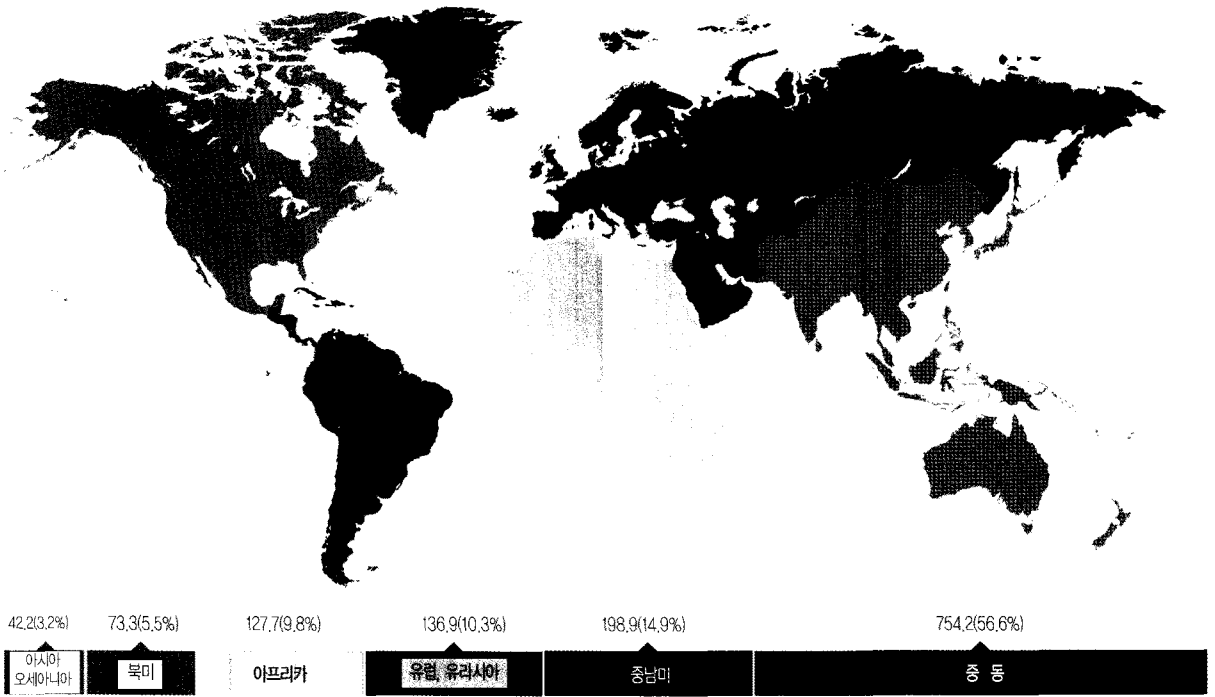 42.2(3.2%) 73.3(5.5%) 127.7(9.8%) 136.9(10.3%) 198.9(14.9%) 754.2(56.6%)
아시아
오세아니아
북미
아프리카
유럽, 유라시아
중남미
중 동